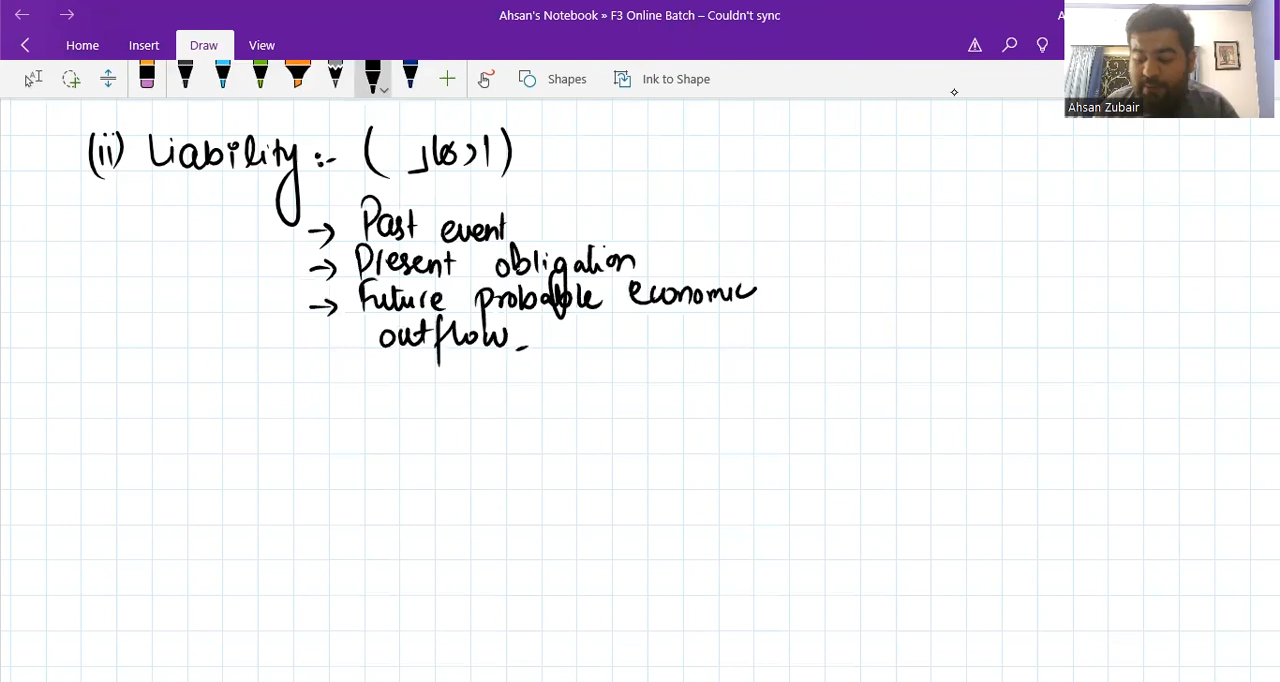 Ahsan's Notebook » F3 Online Batch – Couldn't sync
Home Insert Draw View
Shapes Ink to Shape
Ahsan Zubair
(ii) Liability :- ( ادھار )
→ Past event
→ Present obligation
→ Future probable economic
outflow.